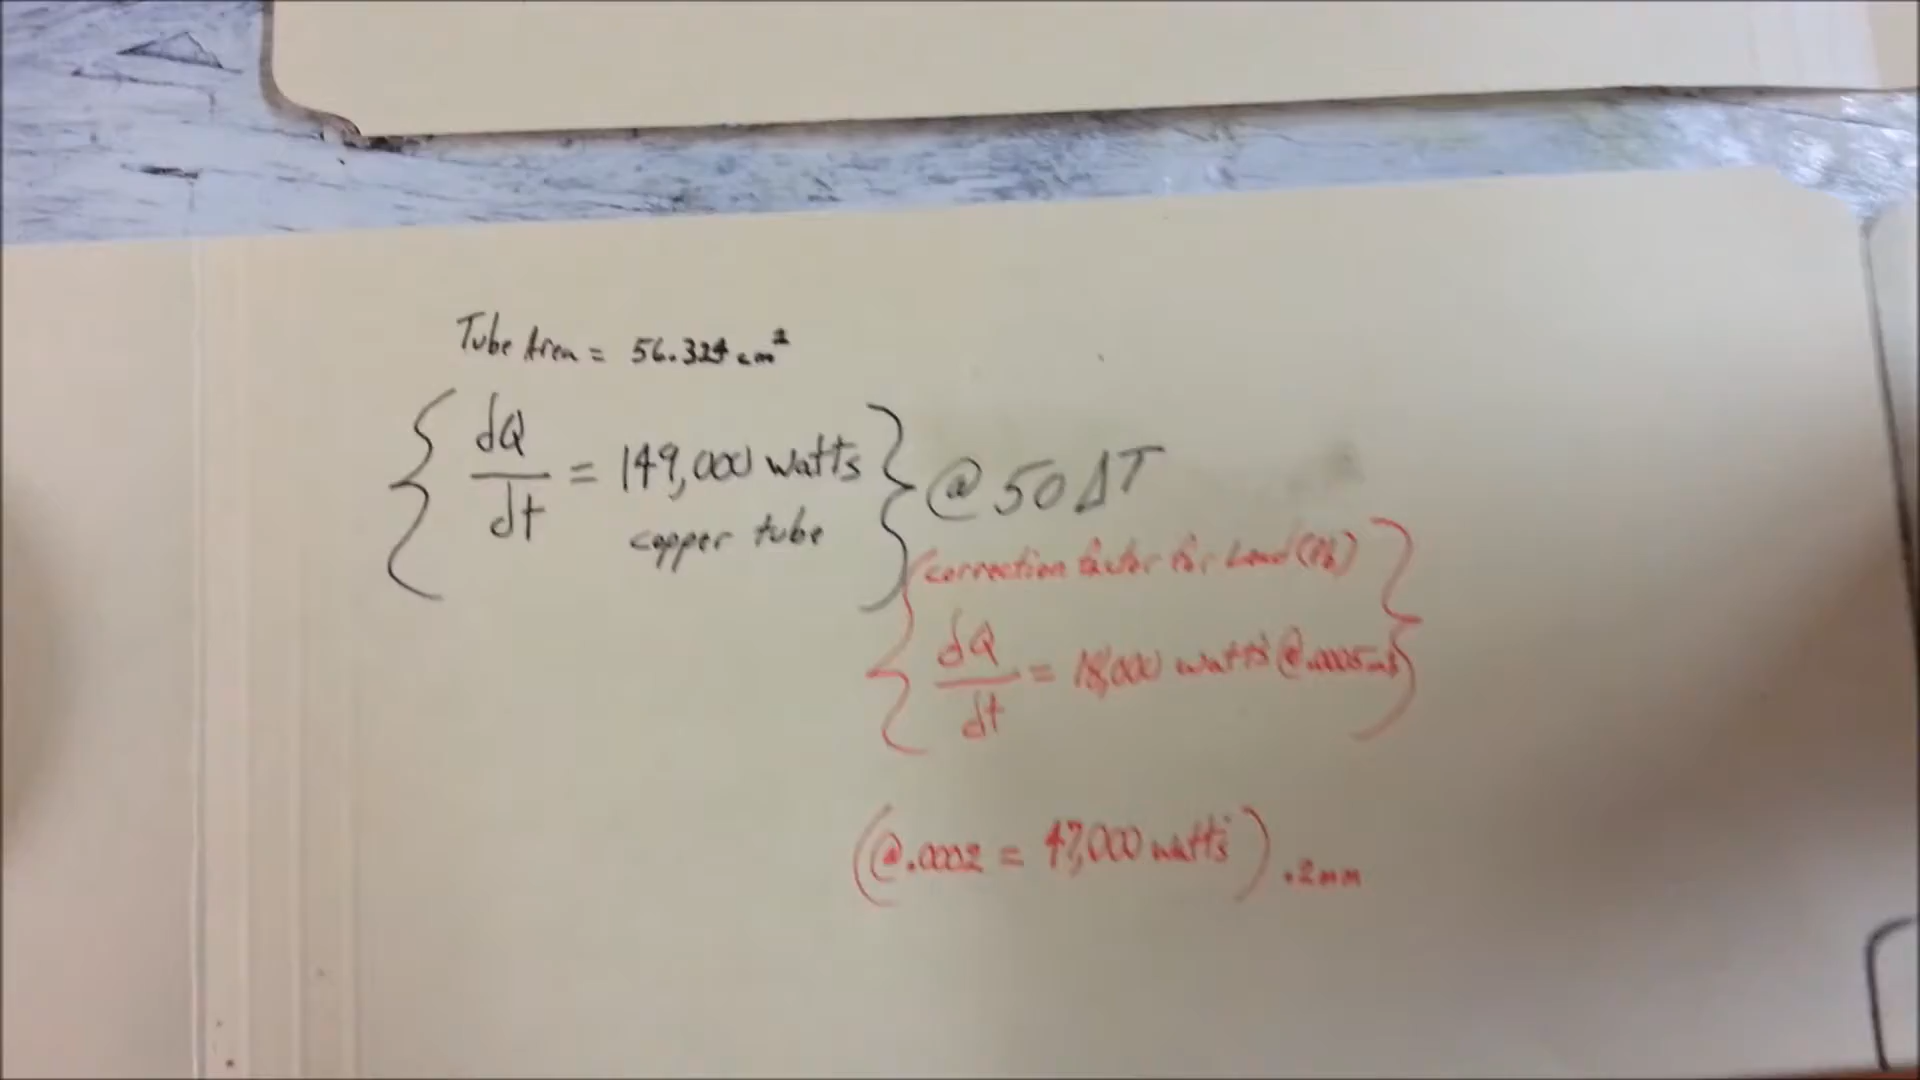 Tube Area = 56.324 cm²
dQ/dt = 149,000 watts @ 50 ΔT
copper tube
correction factor for Lead (Pb)
dQ/dt = 18,000 watts @ .0005
(@ .0002 = 47,000 watts) .2mm